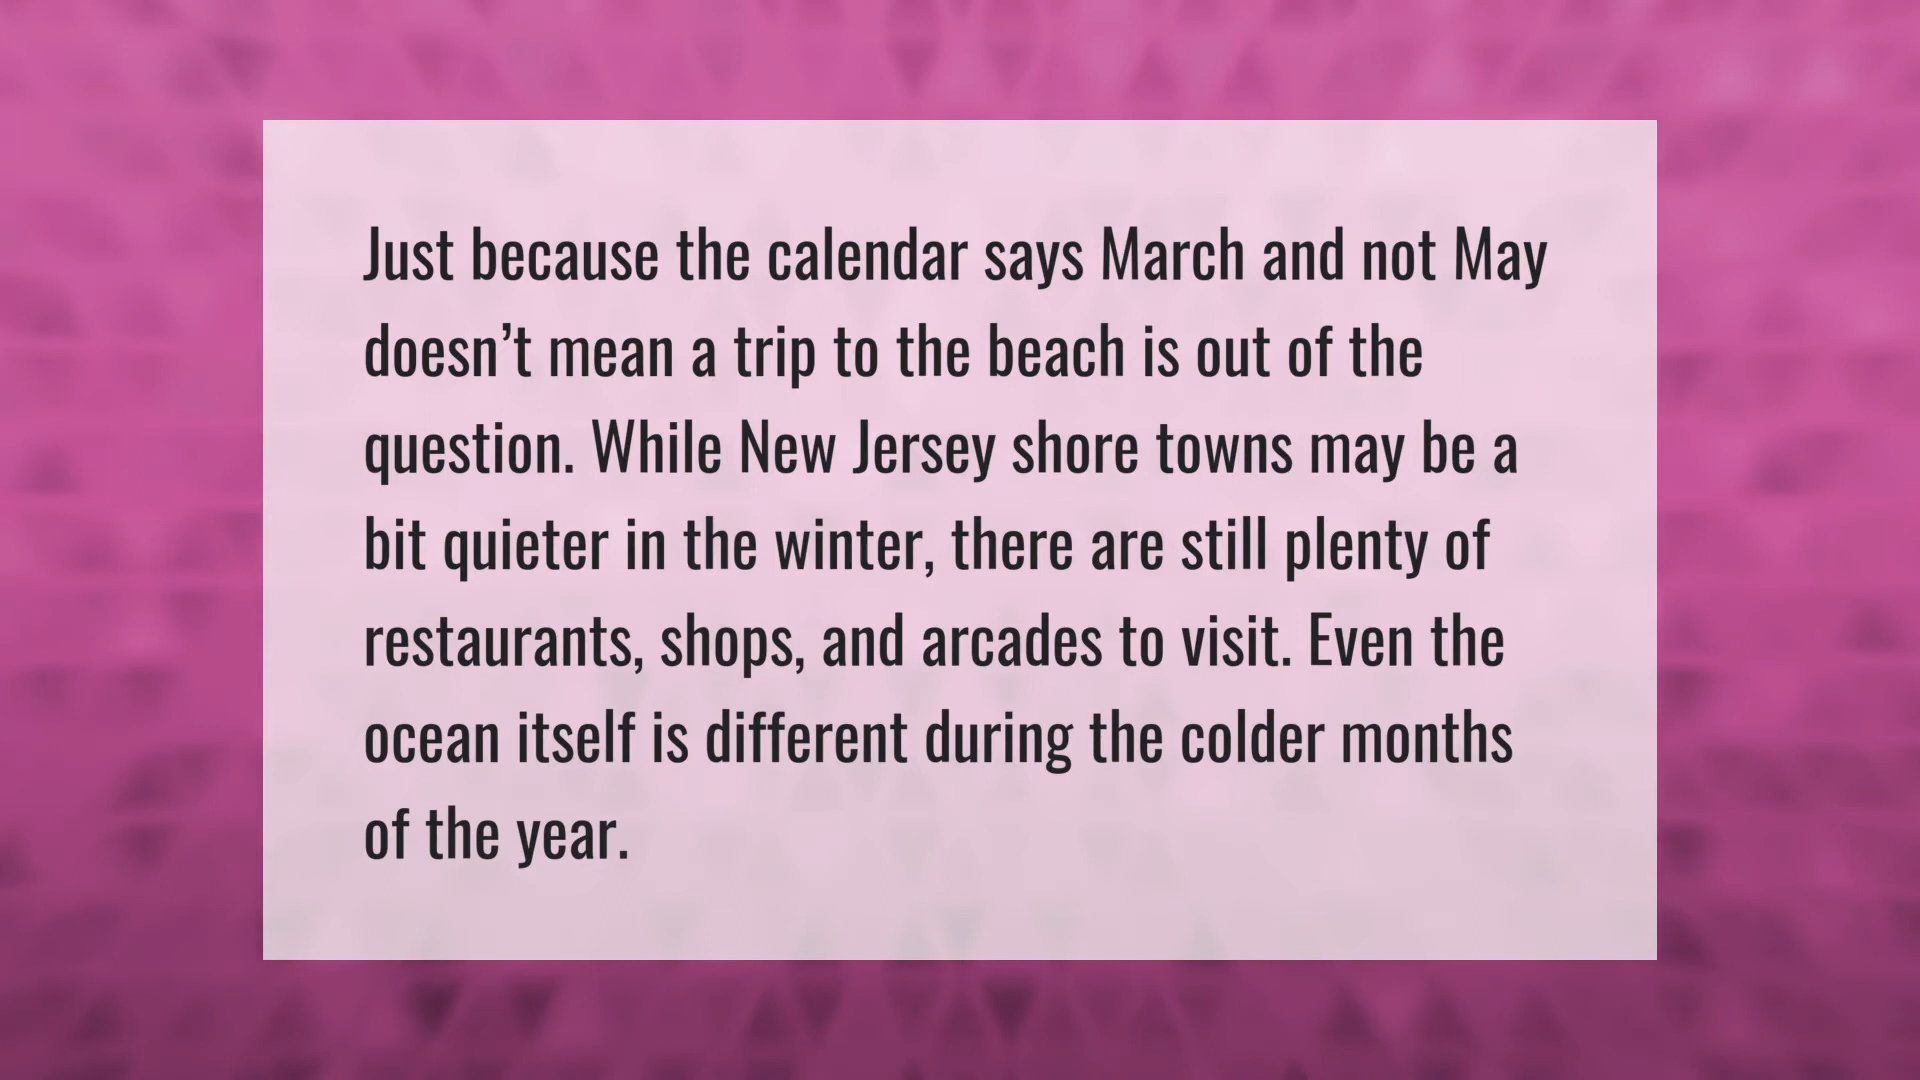 Just because the calendar says March and not May
doesn’t mean a trip to the beach is out of the
question. While New Jersey shore towns may be a
bit quieter in the winter, there are still plenty of
restaurants, shops, and arcades to visit. Even the
ocean itself is different during the colder months
of the year.